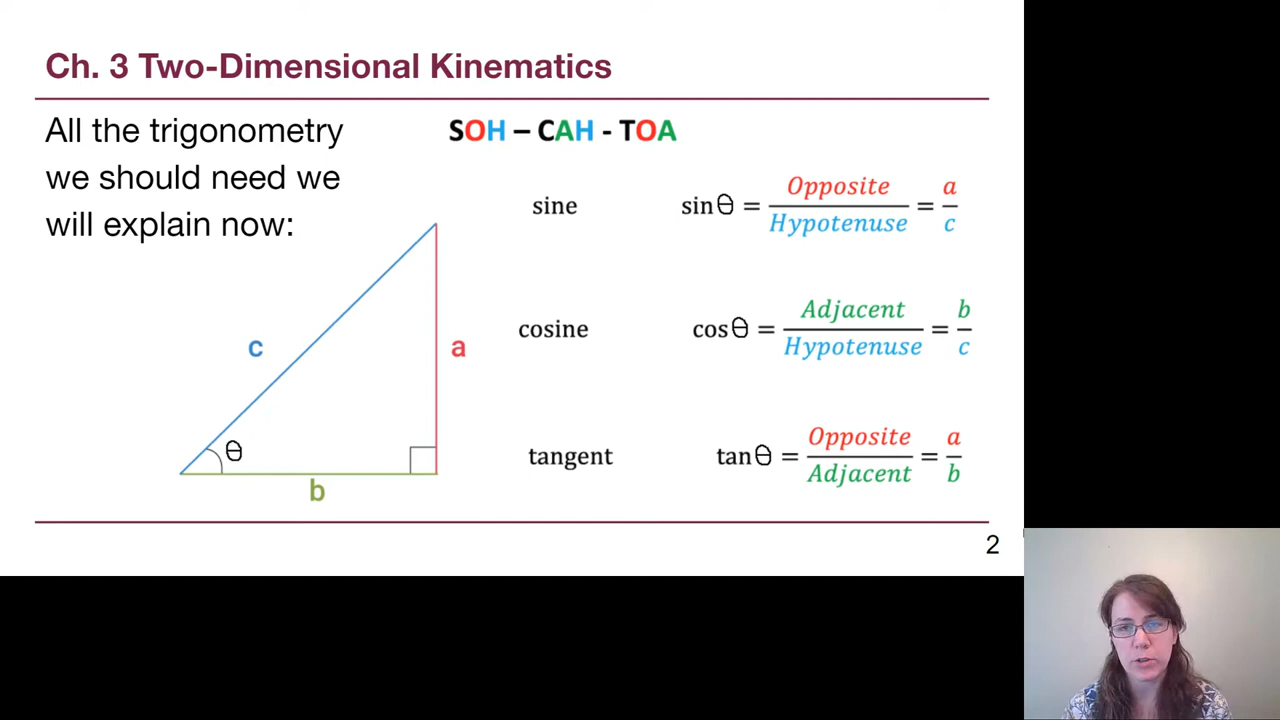 Ch. 3 Two-Dimensional Kinematics
All the trigonometry
we should need we
will explain now:
SOH – CAH - TOA
sine sinθ = Opposite/Hypotenuse = a/c
cosine cosθ = Adjacent/Hypotenuse = b/c
tangent tanθ = Opposite/Adjacent = a/b
c
a
θ
b
2